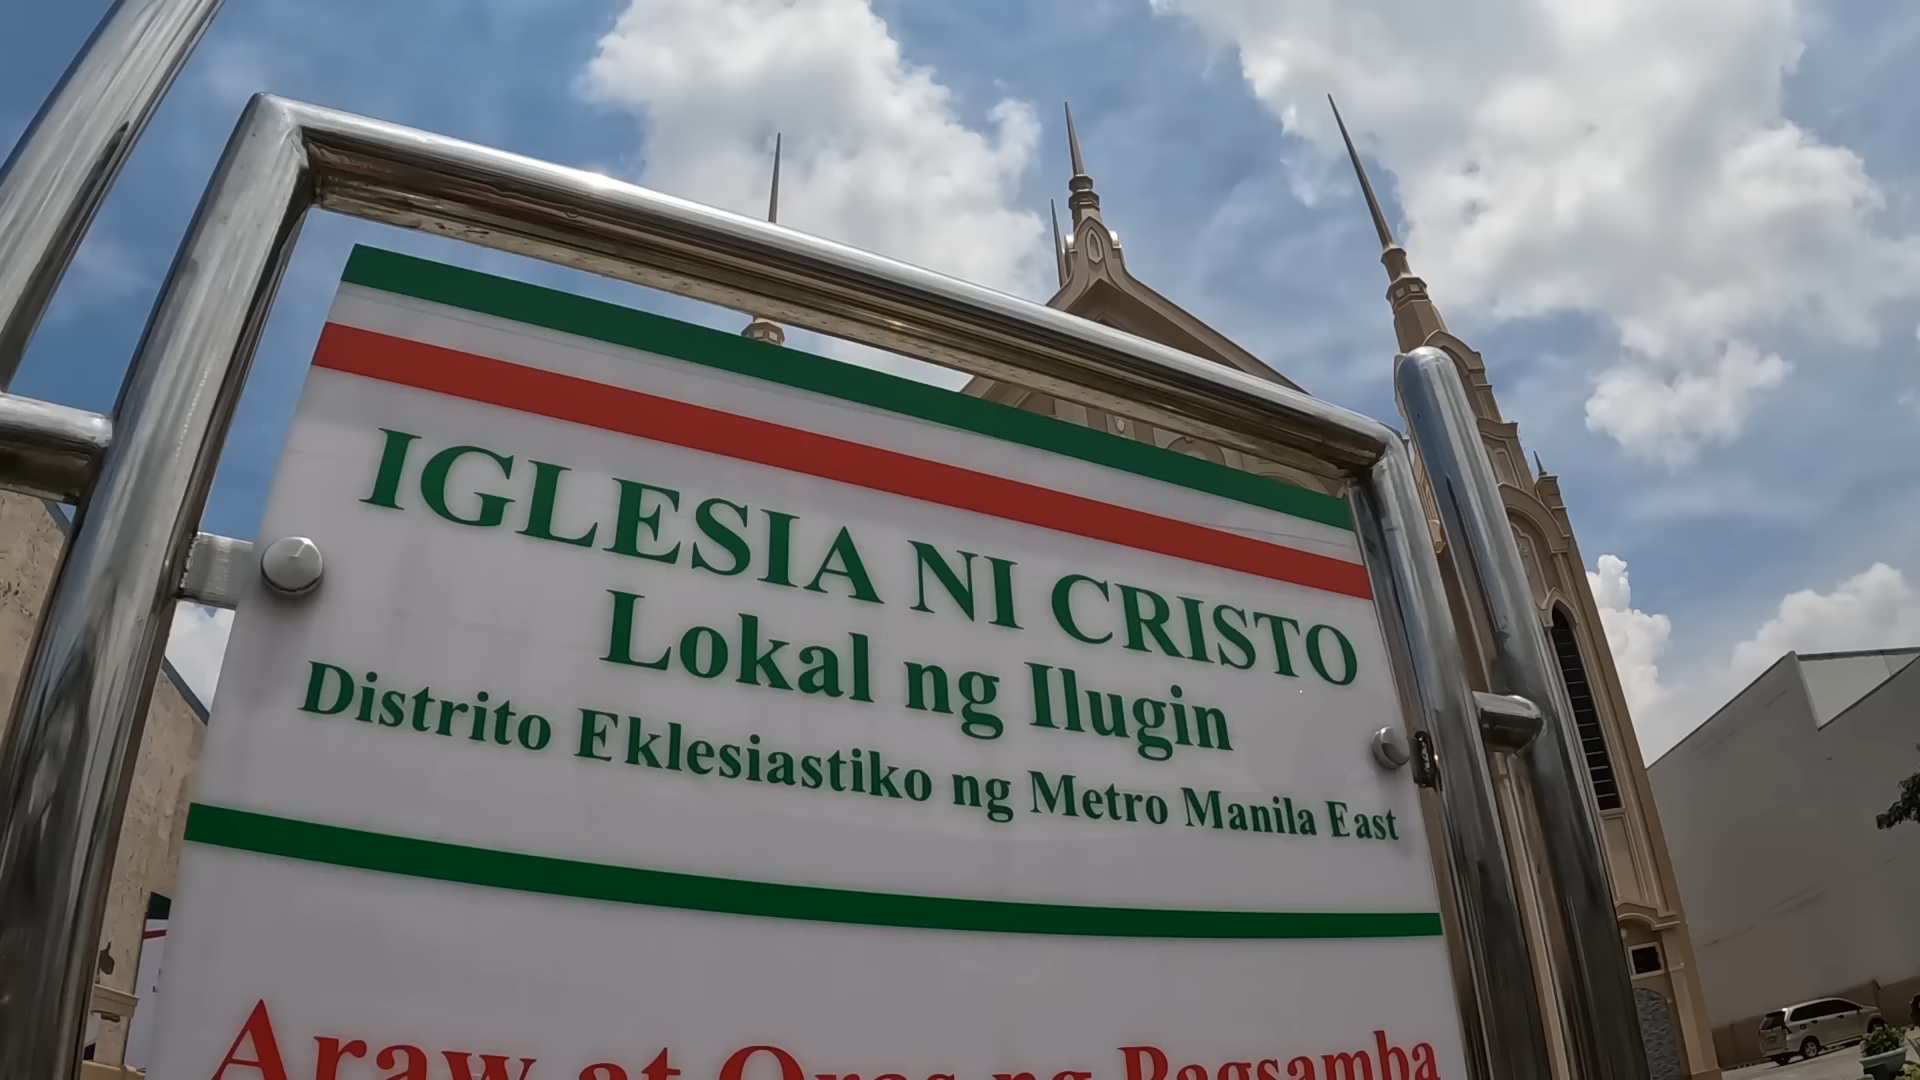 IGLESIA NI CRISTO
Lokal ng Ilugin
Distrito Eklesiastiko ng Metro Manila East
Araw at Oras ng Pagsamba